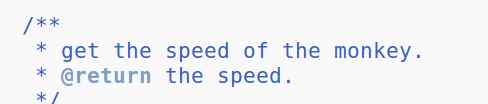 /**
 * get the speed of the monkey.
 * @return the speed.
 */